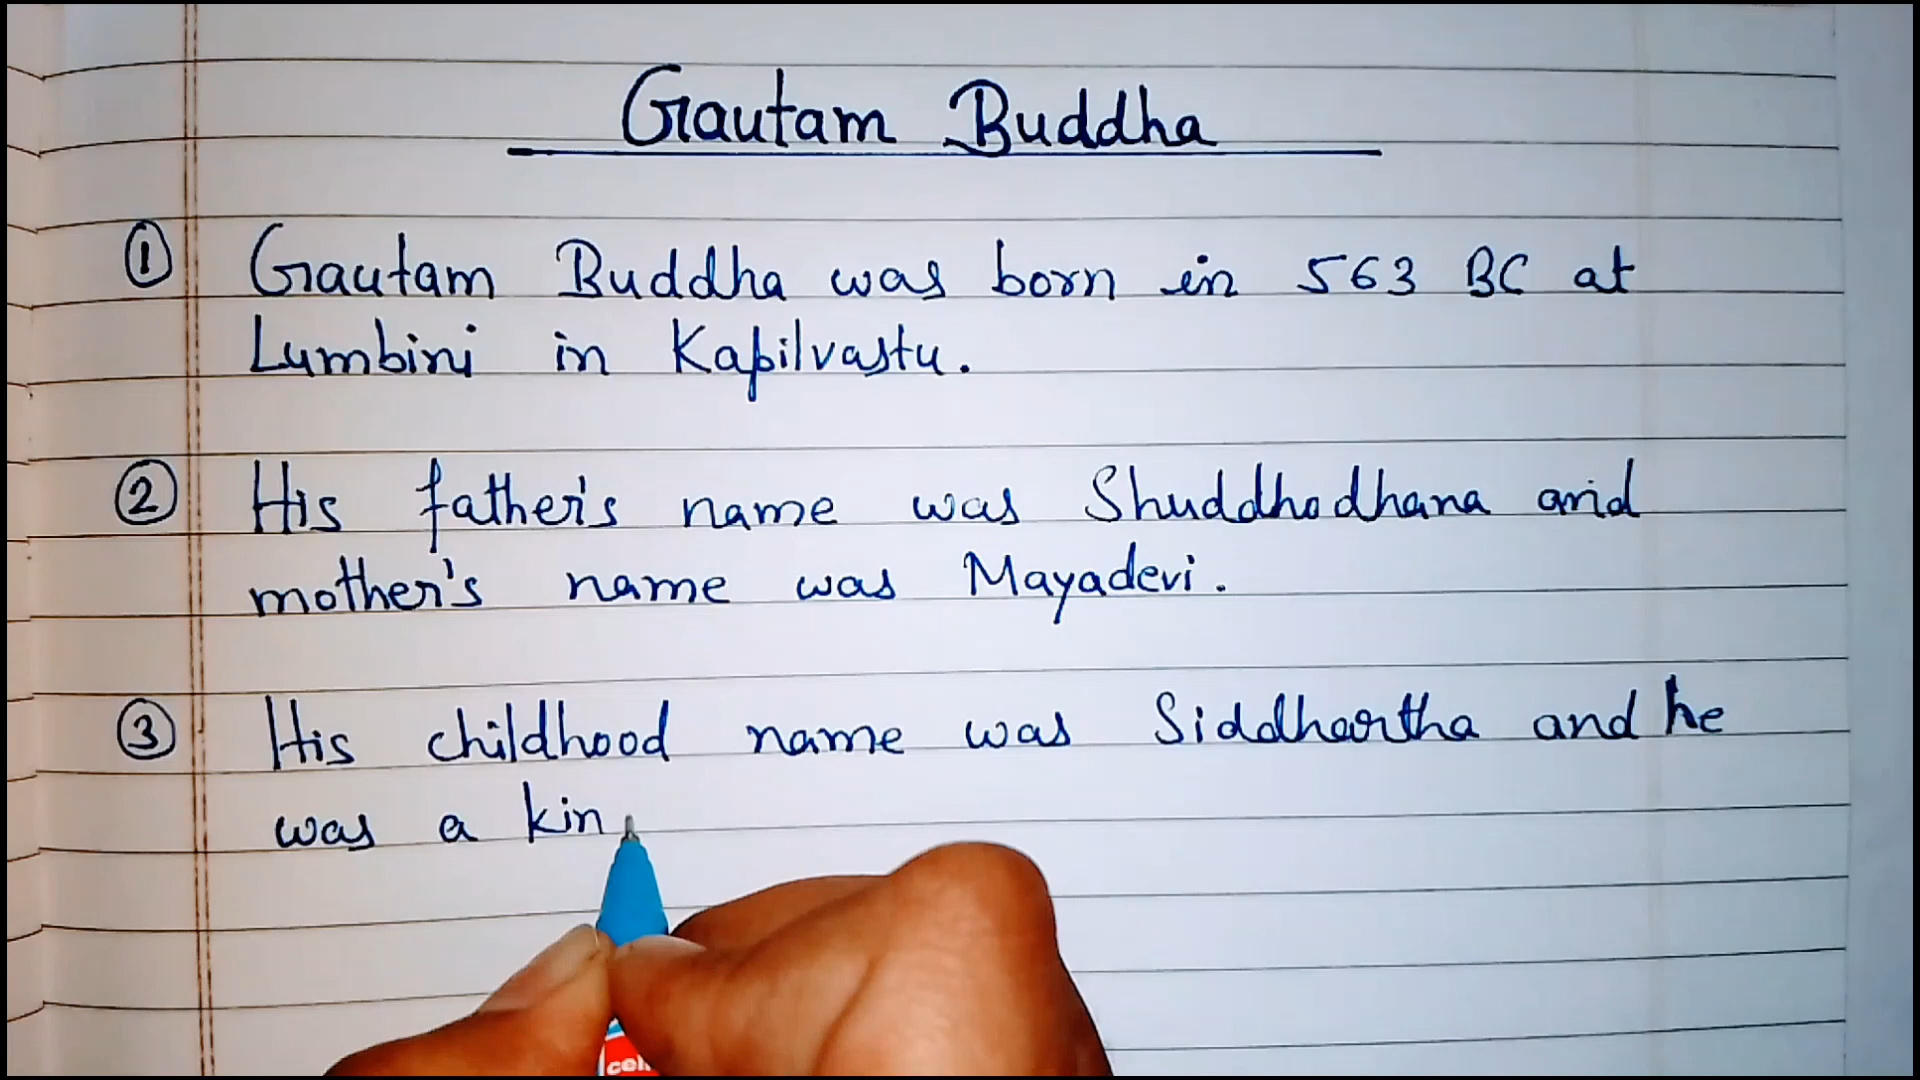 Gautam Buddha
① Gautam Buddha was born in 563 BC at
Lumbini in Kapilvastu.
② His father's name was Shuddhodhana and
mother's name was Mayadevi.
③ His childhood name was Siddhartha and he
was a kin
cell